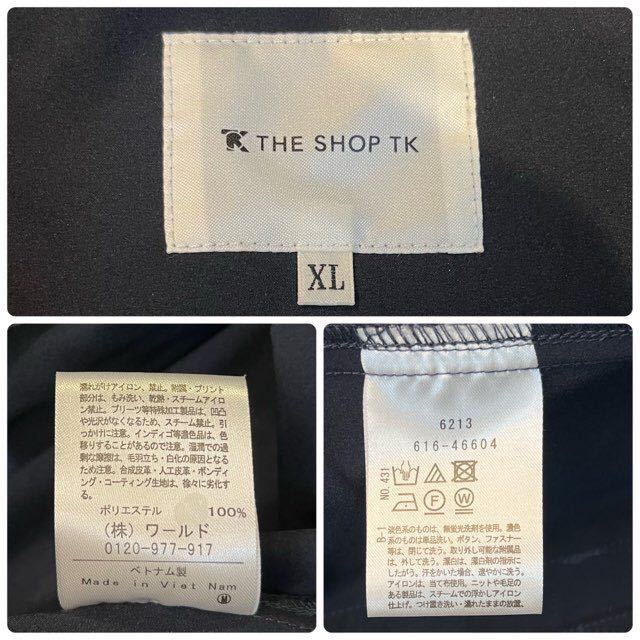 THE SHOP TK
XL
濡れがけアイロン、禁止。附属・プリント
部分は、もみ洗い、乾熱・スチームアイロ
ン禁止。プリーツ等特殊加工製品は、凹凸
や光沢がなくなるため、スチーム禁止。引
っかけに注意。インディゴ等濃色品は、色
移りすることがあるので注意。湿潤での過
剰な摩擦は、毛羽立ち・白化の原因となる
ため注意。合成皮革・人工皮革・ボンディ
ング・コーティング生地は、徐々に劣化す
る。
ポリエステル 100%
(株) ワールド
0120-977-917
ベトナム製
Made in Viet Nam
M
6213
616-46604
NO.431
F W
B-1
淡色系のものは、無蛍光洗剤を使用。濃色
系のものは単品洗い。ボタン、ファスナー
等は、閉じて洗う。取り外し可能な附属品
は、外して洗う。漂白は、漂白剤の指示に
したがう。汗をかいた場合、速やかに洗う。
アイロンは、当て布使用。ニットや毛足の
ある製品は、スチームでの浮かしアイロン
仕上げ。つけ置き洗い・濡れたままの放置、